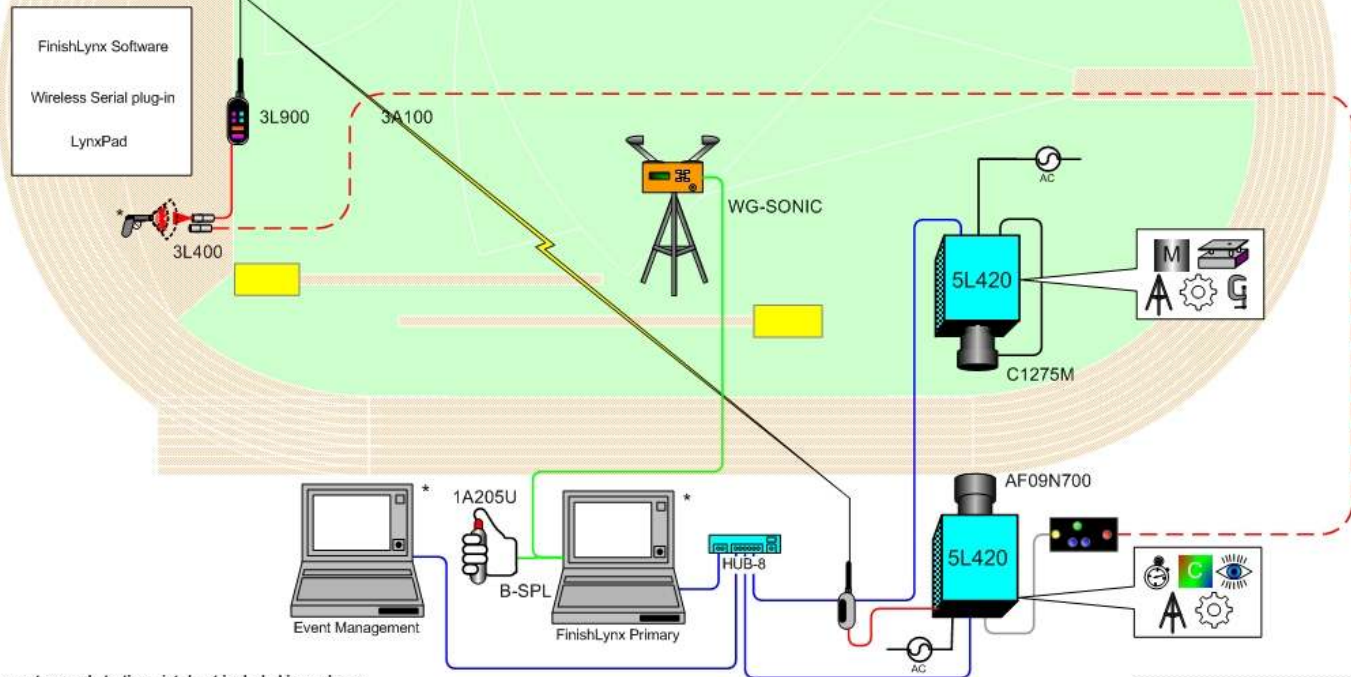 FinishLynx Software
Wireless Serial plug-in
LynxPad
3L900
3A100
*
3L400
WG-SONIC
AC
5L420
M
C1275M
AF09N700
*
1A205U
*
HUB-8
5L420
C
B-SPL
Event Management
FinishLynx Primary
AC